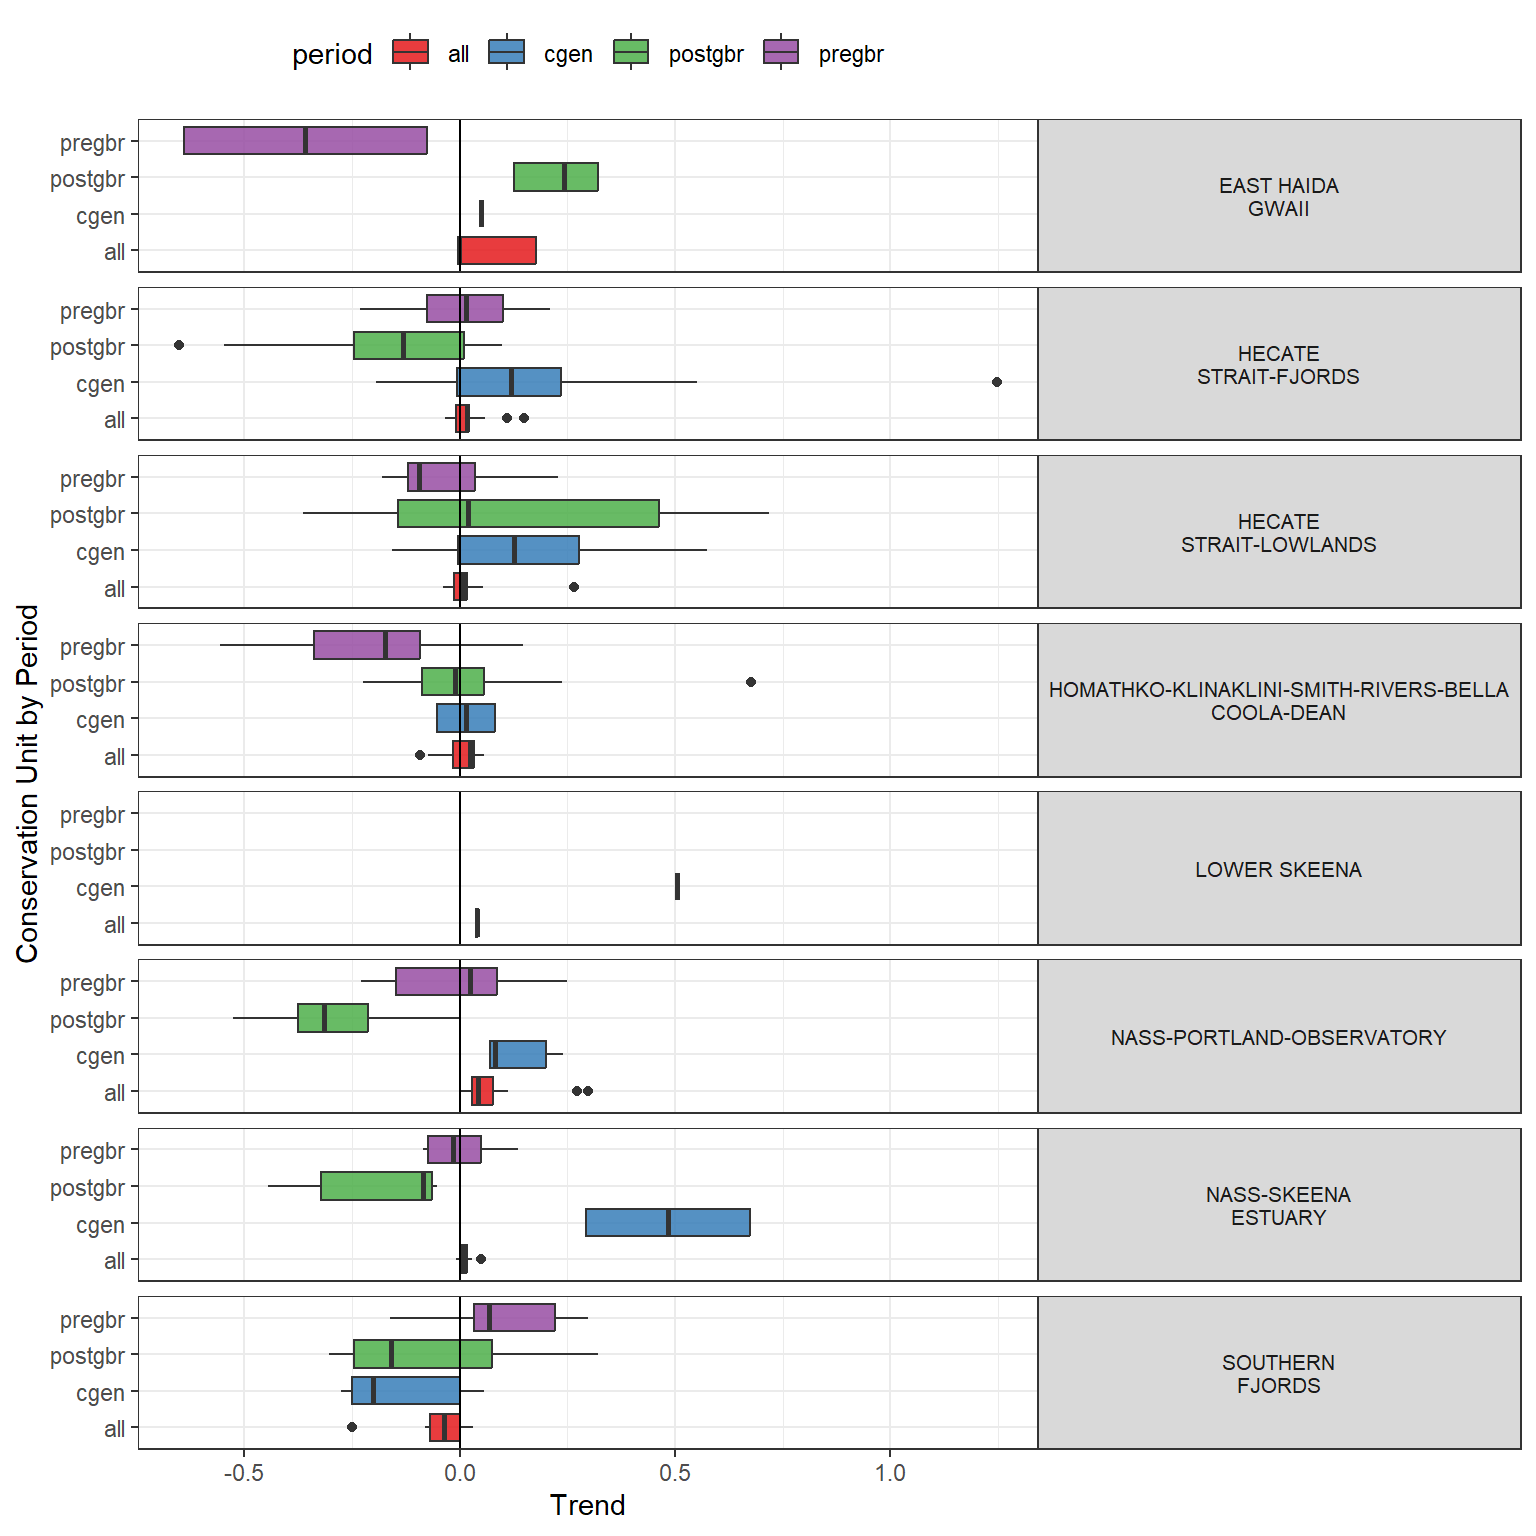 period all cgen postgbr pregbr
Conservation Unit by Period
pregbr
postgbr
cgen
all
EAST HAIDA
GWAII
pregbr
postgbr
cgen
all
HECATE
STRAIT-FJORDS
pregbr
postgbr
cgen
all
HECATE
STRAIT-LOWLANDS
pregbr
postgbr
cgen
all
HOMATHKO-KLINAKLINI-SMITH-RIVERS-BELLA
COOLA-DEAN
pregbr
postgbr
cgen
all
LOWER SKEENA
pregbr
postgbr
cgen
all
NASS-PORTLAND-OBSERVATORY
pregbr
postgbr
cgen
all
NASS-SKEENA
ESTUARY
pregbr
postgbr
cgen
all
SOUTHERN
FJORDS
-0.5 0.0 0.5 1.0
Trend